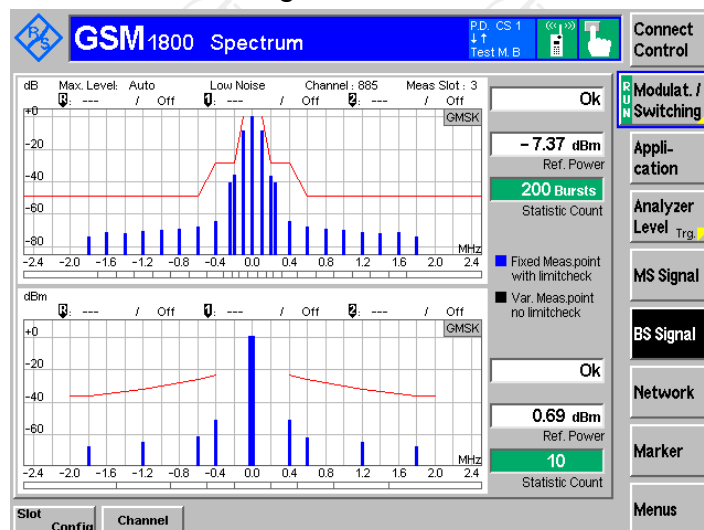 R/S GSM 1800 Spectrum P.D. CS 1
Test M. B
Connect Control
dB Max. Level: Auto Low Noise Channel : 885 Meas Slot : 3
R: --- / Off 1: --- / Off 2: --- / Off
GMSK
+0
-20
-40
-60
-80
MHz
-2.4 -2.0 -1.6 -1.2 -0.8 -0.4 0.0 0.4 0.8 1.2 1.6 2.0 2.4
Ok
- 7.37 dBm
Ref. Power
200 Bursts
Statistic Count
Fixed Meas.point
with limitcheck
Var. Meas.point
no limitcheck
dBm
R: --- / Off 1: --- / Off 2: --- / Off
GMSK
+0
-20
-40
-60
MHz
-2.4 -2.0 -1.6 -1.2 -0.8 -0.4 0.0 0.4 0.8 1.2 1.6 2.0 2.4
Ok
0.69 dBm
Ref. Power
10
Statistic Count
RUN
Modulat. /
Switching
Appli-
cation
Analyzer
Level Trg.
MS Signal
BS Signal
Network
Marker
Menus
Slot
Config
Channel